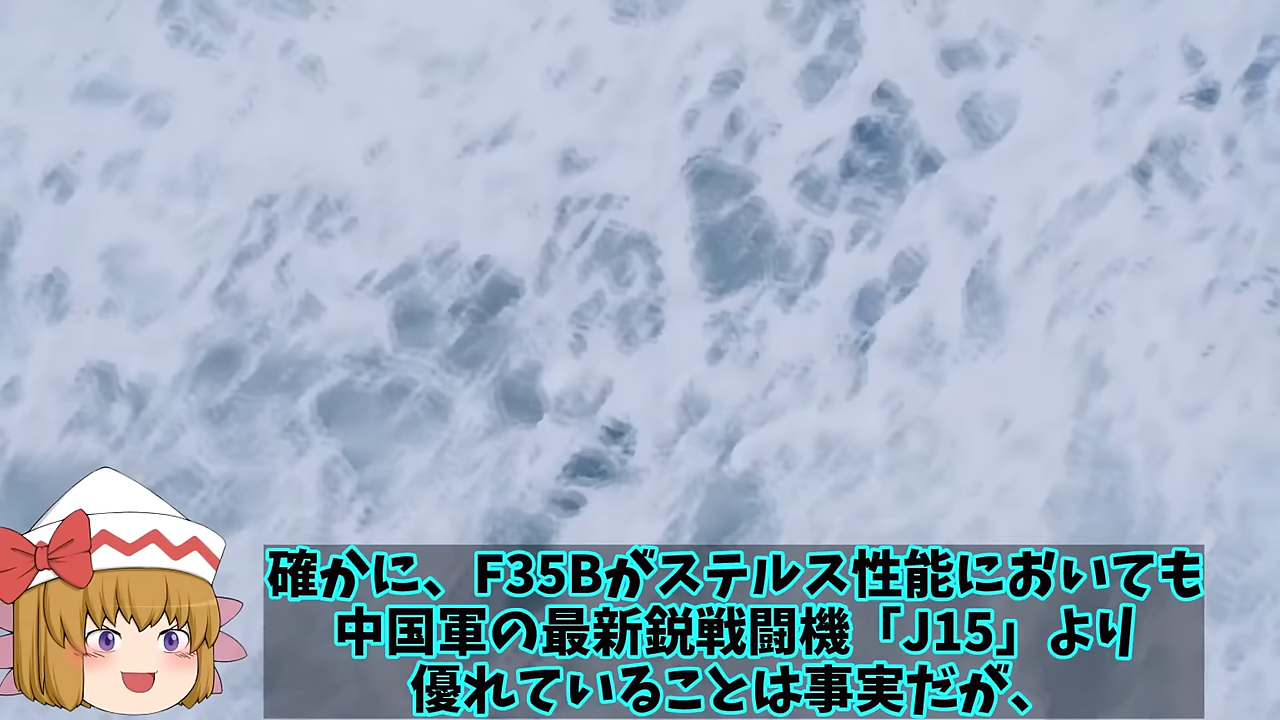 確かに、F35Bがステルス性能においても
中国軍の最新鋭戦闘機「J15」より
優れていることは事実だが、